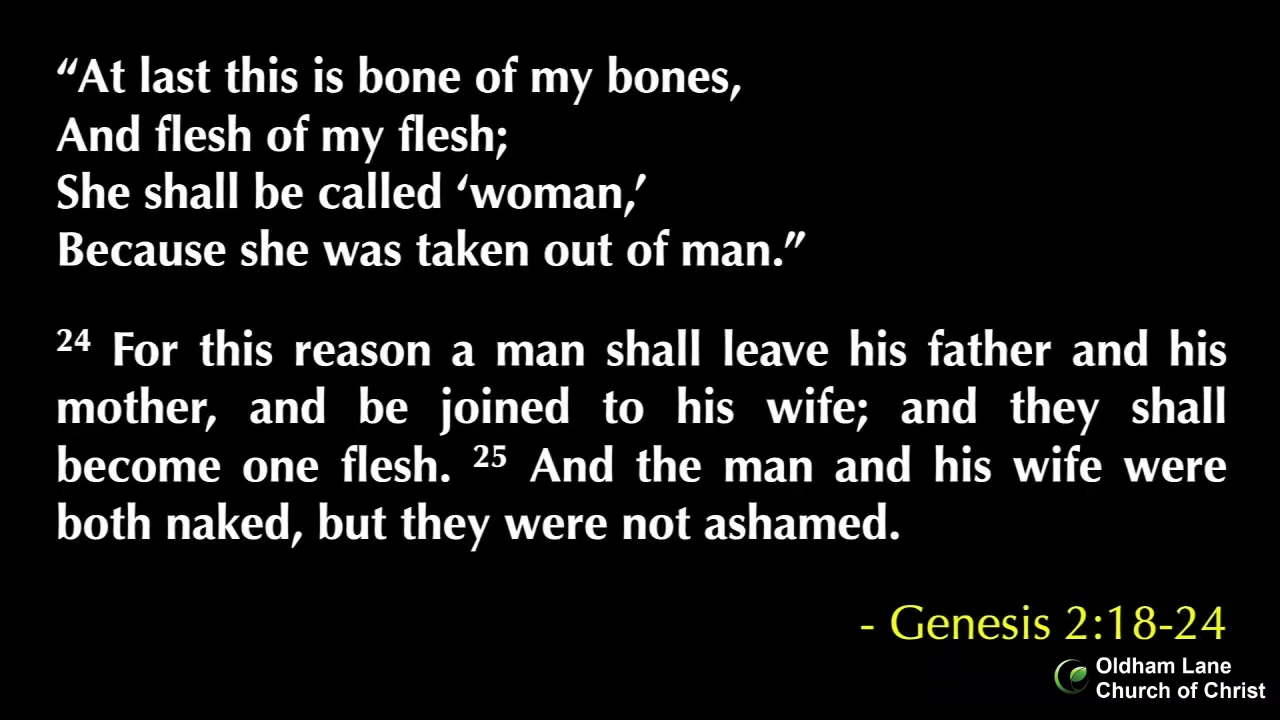 “At last this is bone of my bones,
And flesh of my flesh;
She shall be called ‘woman,’
Because she was taken out of man.”
24 For this reason a man shall leave his father and his
mother, and be joined to his wife; and they shall
become one flesh. 25 And the man and his wife were
both naked, but they were not ashamed.
- Genesis 2:18-24
Oldham Lane
Church of Christ